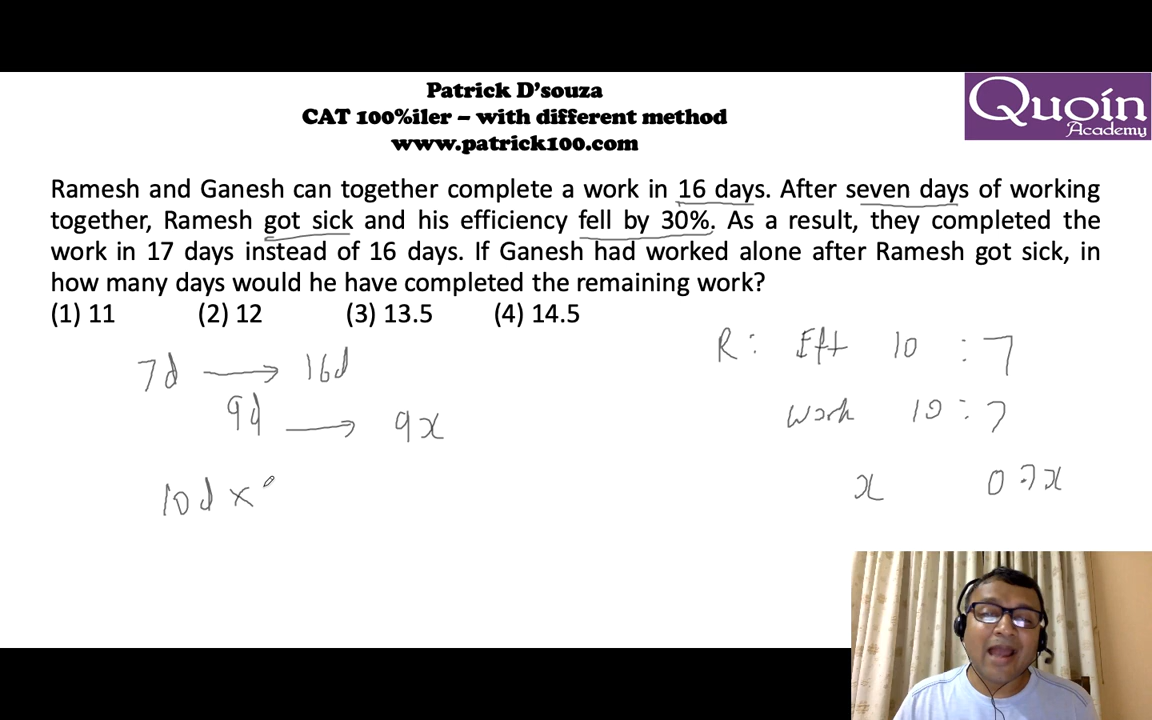 Patrick D'souza
CAT 100%iler – with different method
www.patrick100.com
Quoin
Academy
Ramesh and Ganesh can together complete a work in 16 days. After seven days of working
together, Ramesh got sick and his efficiency fell by 30%. As a result, they completed the
work in 17 days instead of 16 days. If Ganesh had worked alone after Ramesh got sick, in
how many days would he have completed the remaining work?
(1) 11 (2) 12 (3) 13.5 (4) 14.5
R: Eff 10 : 7
7d → 16d
9d → 9x
Work 10 : 7
x 0.7x
10d x